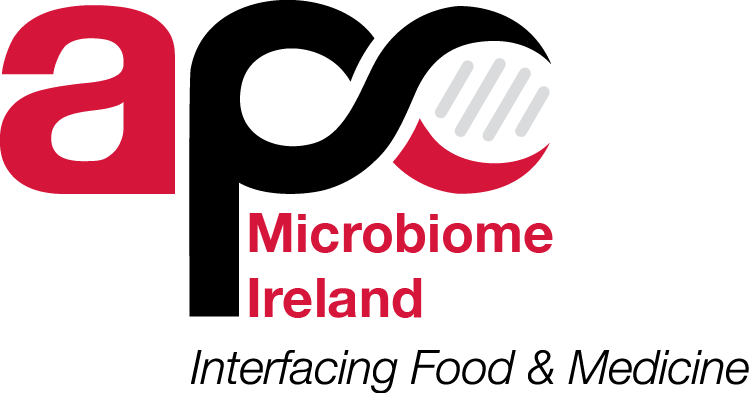 apc
Microbiome
Ireland
Interfacing Food & Medicine